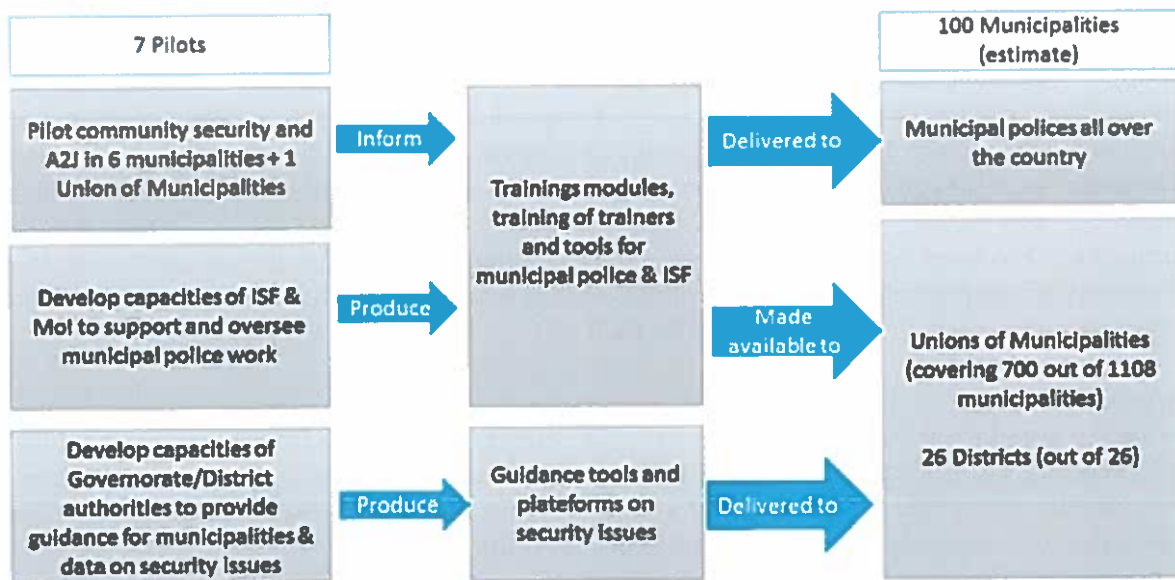 7 Pilots
100 Municipalities
(estimate)
Pilot community security and
A2J in 6 municipalities + 1
Union of Municipalities
Inform
Trainings modules,
training of trainers
and tools for
municipal police & ISF
Delivered to
Municipal polices all over
the country
Develop capacities of ISF &
MoI to support and oversee
municipal police work
Produce
Made
available to
Unions of Municipalities
(covering 700 out of 1108
municipalities)
26 Districts (out of 26)
Develop capacities of
Governorate/District
authorities to provide
guidance for municipalities &
data on security issues
Produce
Guidance tools and
plateforms on
security issues
Delivered to